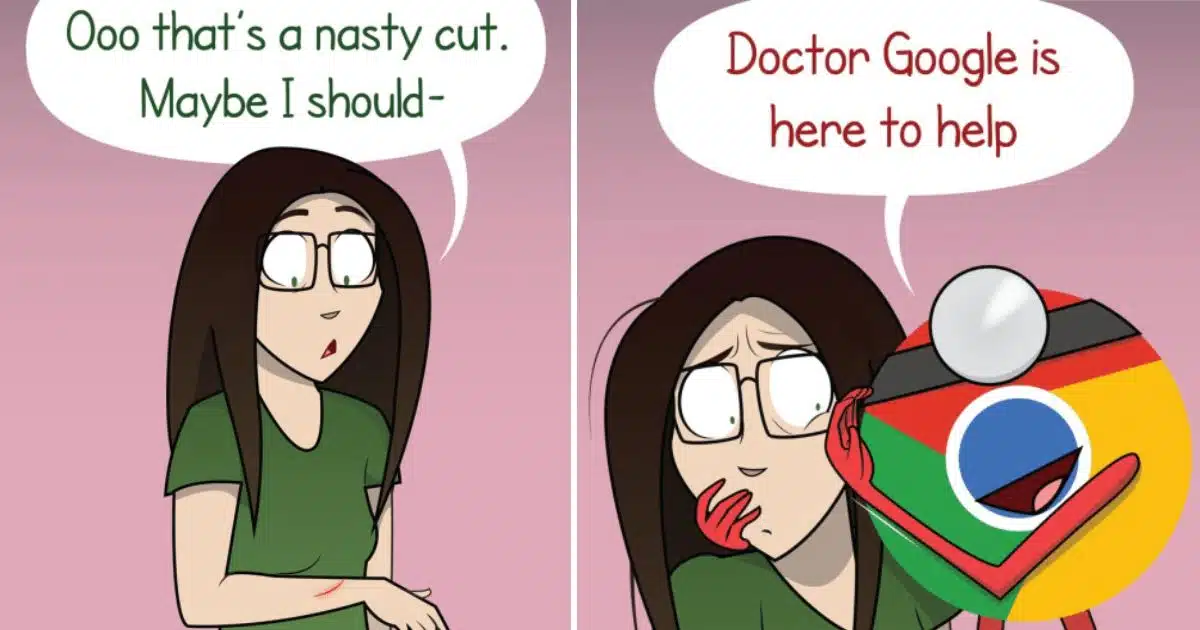 Ooo that's a nasty cut.
Maybe I should-
Doctor Google is
here to help